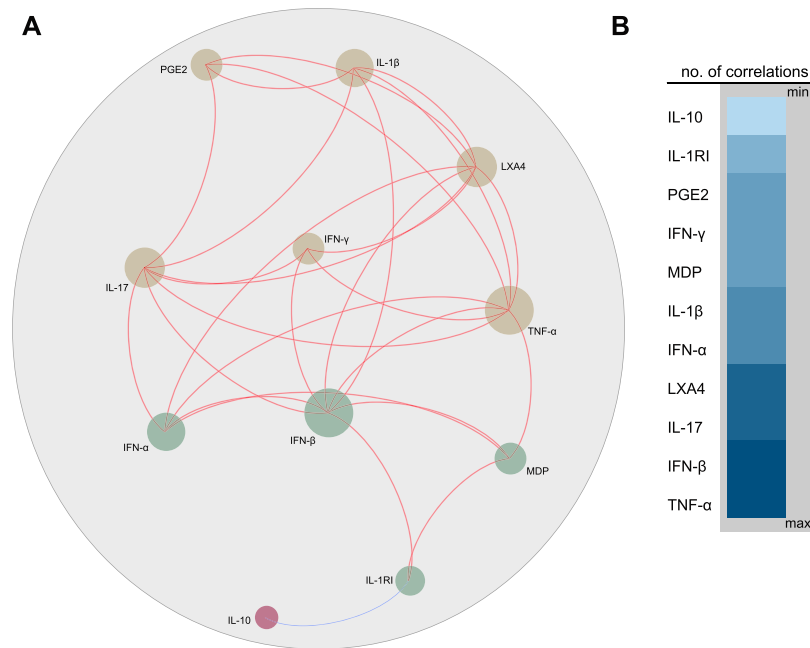 A
PGE2
IL-1β
LXA4
IFN-γ
IL-17
TNF-α
IFN-α
IFN-β
MDP
IL-1RI
IL-10
B
no. of correlations
min
IL-10
IL-1RI
PGE2
IFN-γ
MDP
IL-1β
IFN-α
LXA4
IL-17
IFN-β
TNF-α
max